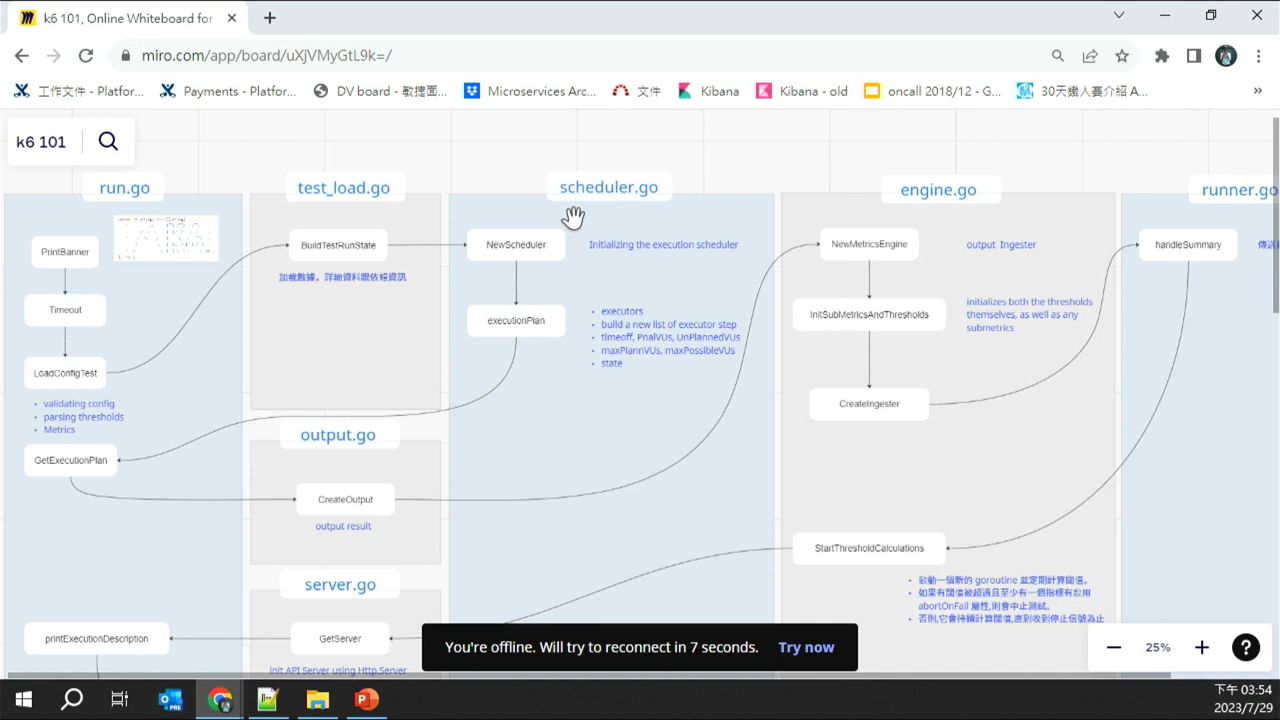 k6 101, Online Whiteboard for
miro.com/app/board/uXjVMyGtL9k=/
工作文件 - Platfor...
Payments - Platfor...
DV board - 敏捷面...
Microservices Arc...
文件
Kibana
Kibana - old
oncall 2018/12 - G...
30天鐵人賽介紹 A...
k6 101
run.go
PrintBanner
Timeout
LoadConfigTest
validating config
parsing thresholds
Metrics
GetExecutionPlan
printExecutionDescription
test_load.go
BuildTestRunState
加載數據，詳細資料跟依賴資訊
output.go
CreateOutput
output result
server.go
GetServer
init API Server using Http.Server
scheduler.go
NewScheduler
Initializing the execution scheduler
executionPlan
executors
build a new list of executor step
timeoff, PnalVUs, UnPlannedVUs
maxPlannVUs, maxPossibleVUs
state
engine.go
NewMetricsEngine
output Ingester
InitSubMetricsAndThresholds
initializes both the thresholds
themselves, as well as any
submetrics
CreateIngester
StartThresholdCalculations
啟動一個新的 goroutine 並定期計算閾值。
如果有閾值被超過且至少有一個指標有啟用
abortOnFail 屬性,則會中止測試。
否則,它會持續計算閾值,直到收到停止信號為止
runner.go
handleSummary
傳送
You're offline. Will try to reconnect in 7 seconds.
Try now
25%
PRE
下午 03:54
2023/7/29